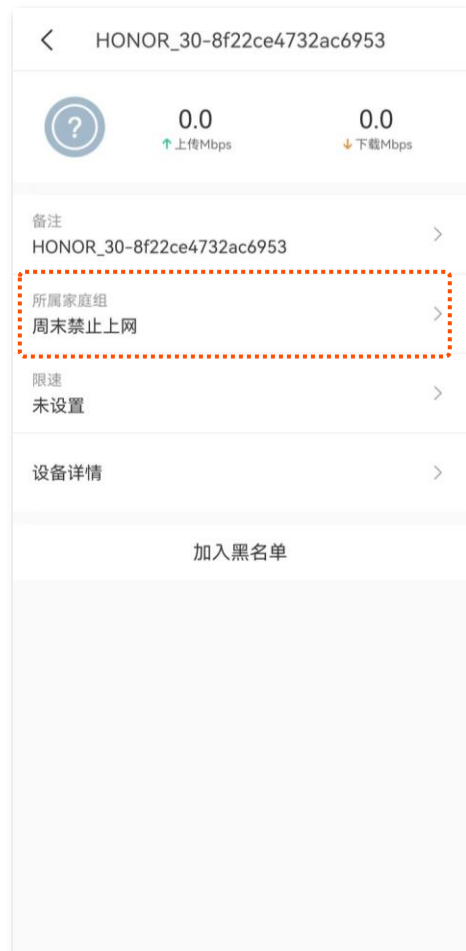 HONOR_30-8f22ce4732ac6953
?
0.0
0.0
上传Mbps
下载Mbps
备注
HONOR_30-8f22ce4732ac6953
所属家庭组
周末禁止上网
限速
未设置
设备详情
加入黑名单